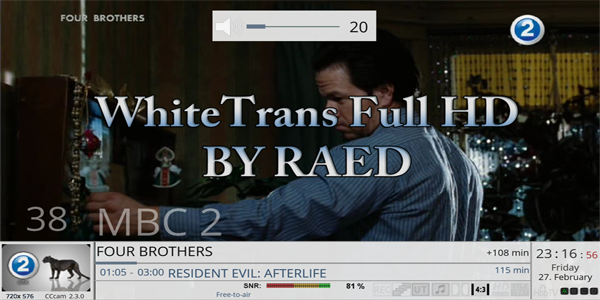 FOUR BROTHERS
20
2
WhiteTrans Full HD
BY RAED
38 MBC 2
2
FOUR BROTHERS
+108 min
01:05 - 03:00 RESIDENT EVIL: AFTERLIFE
115 min
23:16:56
Friday
27. February
720x 576
CCcam 2.3.0
SNR:
81 %
Free-to-air
4:3